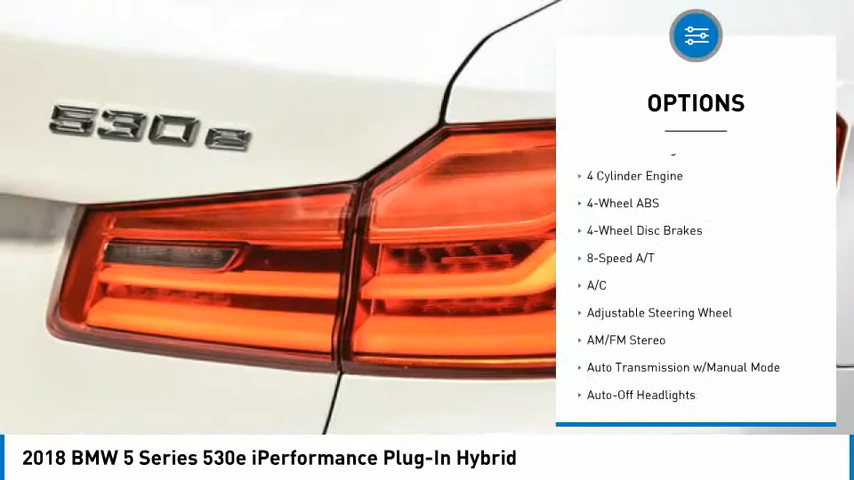 530e
OPTIONS
4 Cylinder Engine
4-Wheel ABS
4-Wheel Disc Brakes
8-Speed A/T
A/C
Adjustable Steering Wheel
AM/FM Stereo
Auto Transmission w/Manual Mode
Auto-Off Headlights
2018 BMW 5 Series 530e iPerformance Plug-In Hybrid